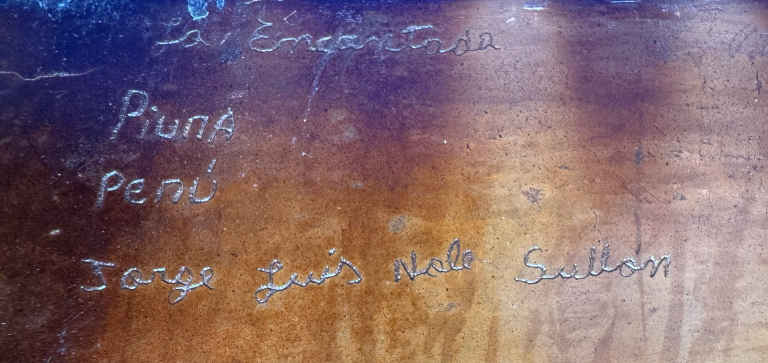 La Encantada
Piura
Perú
Jorge Luis Nole Sullón